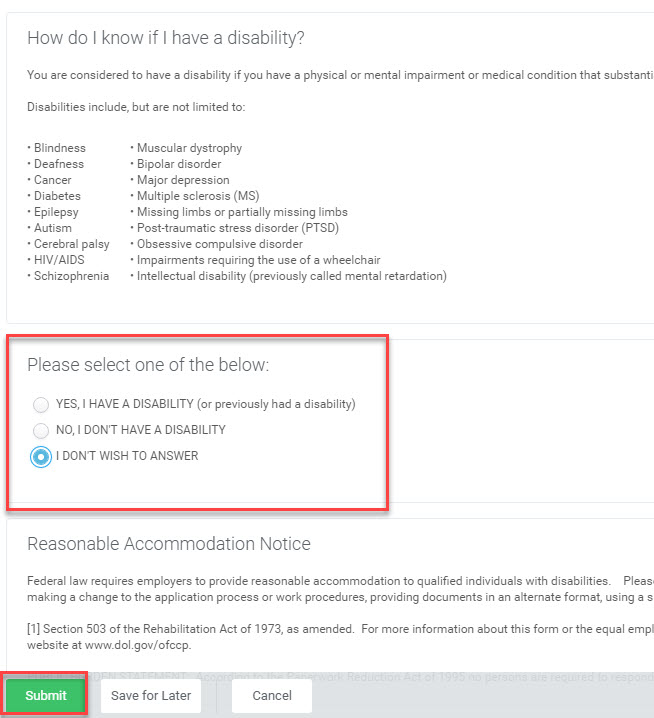 How do I know if I have a disability?
You are considered to have a disability if you have a physical or mental impairment or medical condition that substanti
Disabilities include, but are not limited to:
• Blindness • Muscular dystrophy
• Deafness • Bipolar disorder
• Cancer • Major depression
• Diabetes • Multiple sclerosis (MS)
• Epilepsy • Missing limbs or partially missing limbs
• Autism • Post-traumatic stress disorder (PTSD)
• Cerebral palsy • Obsessive compulsive disorder
• HIV/AIDS • Impairments requiring the use of a wheelchair
• Schizophrenia • Intellectual disability (previously called mental retardation)
Please select one of the below:
YES, I HAVE A DISABILITY (or previously had a disability)
NO, I DON'T HAVE A DISABILITY
I DON'T WISH TO ANSWER
Reasonable Accommodation Notice
Federal law requires employers to provide reasonable accommodation to qualified individuals with disabilities. Pleas
making a change to the application process or work procedures, providing documents in an alternate format, using a s
[1] Section 503 of the Rehabilitation Act of 1973, as amended. For more information about this form or the equal empl
website at www.dol.gov/ofccp.
STATEMENT: According to the Paperwork Reduction Act of 1995 no persons are required to respond
Submit Save for Later Cancel